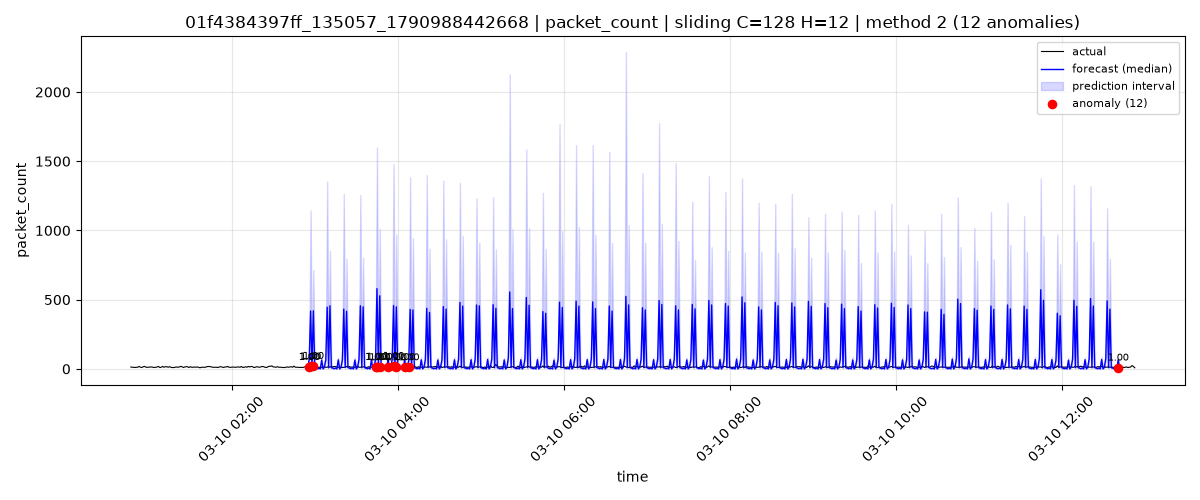 01f4384397ff_135057_1790988442668 | packet_count | sliding C=128 H=12 | method 2 (12 anomalies)
actual
forecast (median)
prediction interval
anomaly (12)
packet_count
2000
1500
1000
500
0
1.00
03-10 02:00
03-10 04:00
03-10 06:00
03-10 08:00
03-10 10:00
03-10 12:00
time